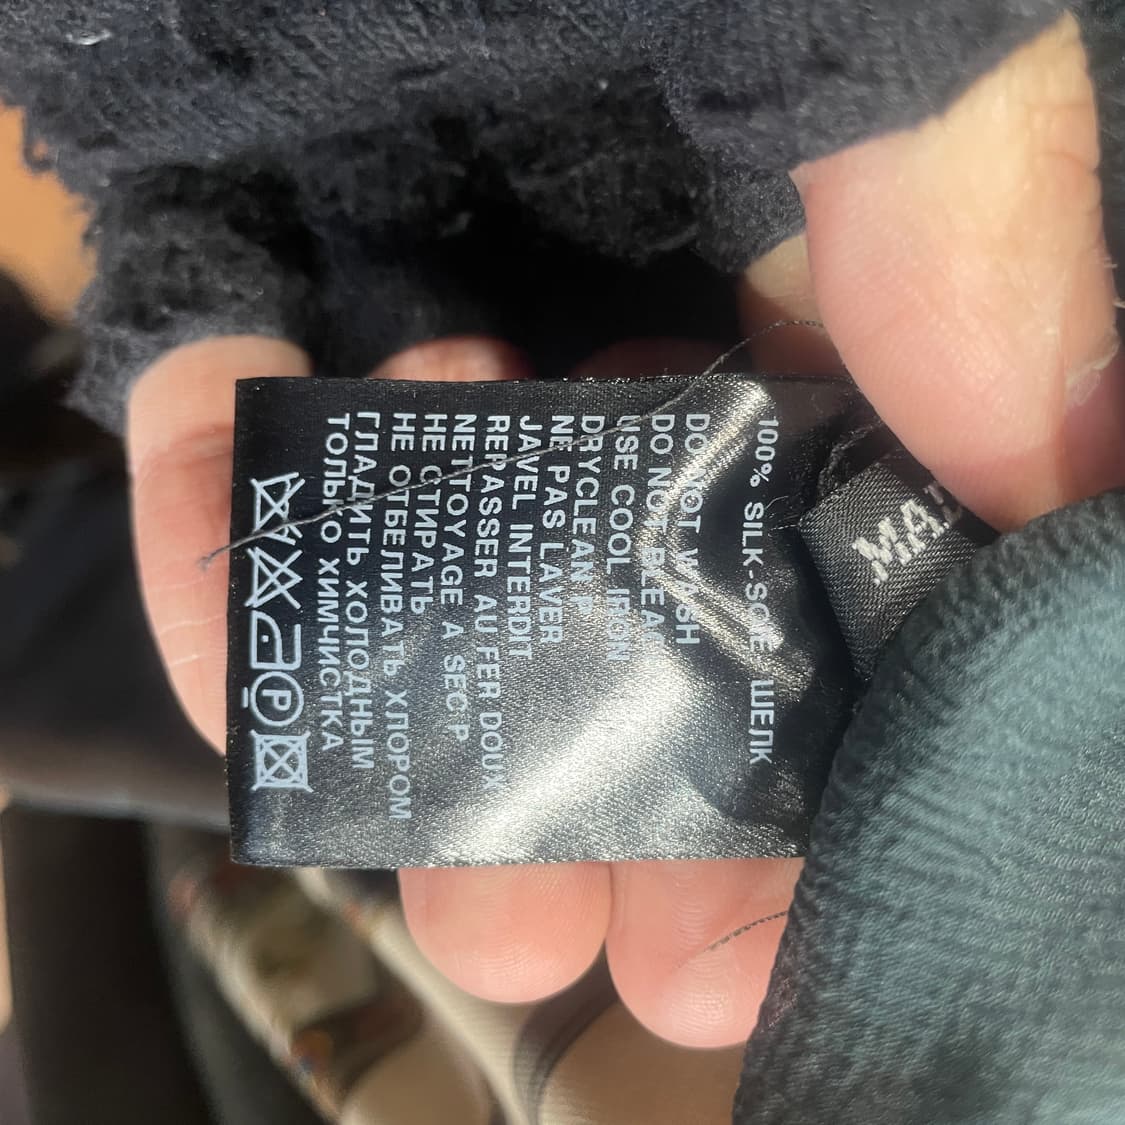 100% SILK-SOIE-ШЕЛК
DO NOT WASH
DO NOT BLEACH
USE COOL IRON
DRYCLEAN P
NE PAS LAVER
JAVEL INTERDIT
REPASSER AU FER DOUX
NETTOYAGE A SEC P
НЕ СТИРАТЬ
НЕ ОТБЕЛИВАТЬ ХЛОРОМ
ГЛАДИТЬ ХОЛОДНЫМ
ТОЛЬКО ХИМЧИСТКА
P